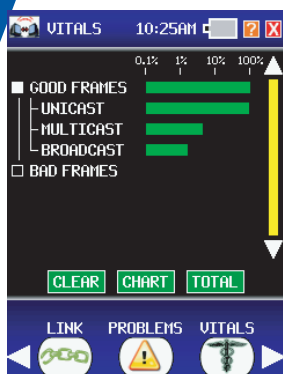 VITALS 10:25AM ? X
0.1% 1% 10% 100%
GOOD FRAMES
UNICAST
MULTICAST
BROADCAST
BAD FRAMES
CLEAR CHART TOTAL
LINK PROBLEMS VITALS
!